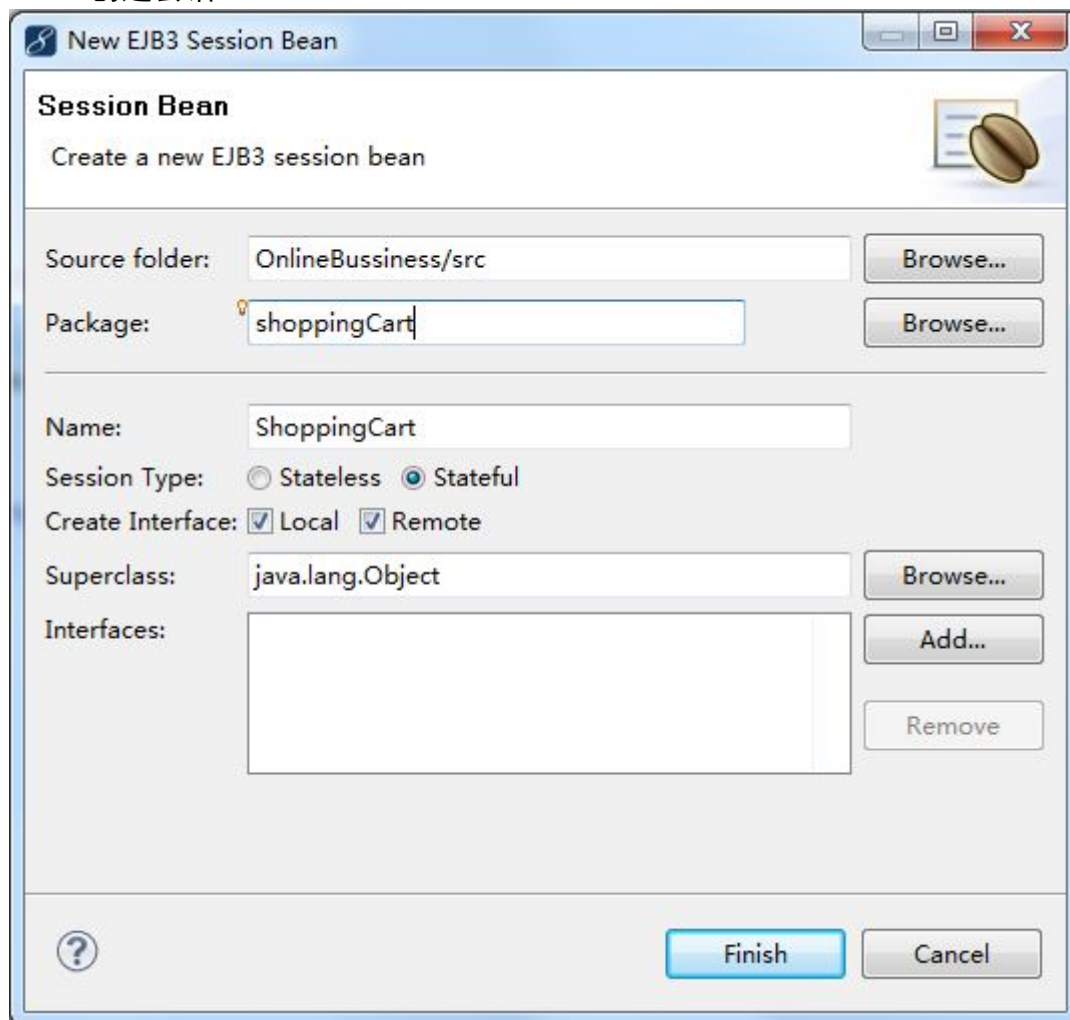 New EJB3 Session Bean
Session Bean
Create a new EJB3 session bean
Source folder: OnlineBussiness/src Browse...
Package: shoppingCart Browse...
Name: ShoppingCart
Session Type: Stateless Stateful
Create Interface: Local Remote
Superclass: java.lang.Object Browse...
Interfaces: Add...
Remove
Finish Cancel